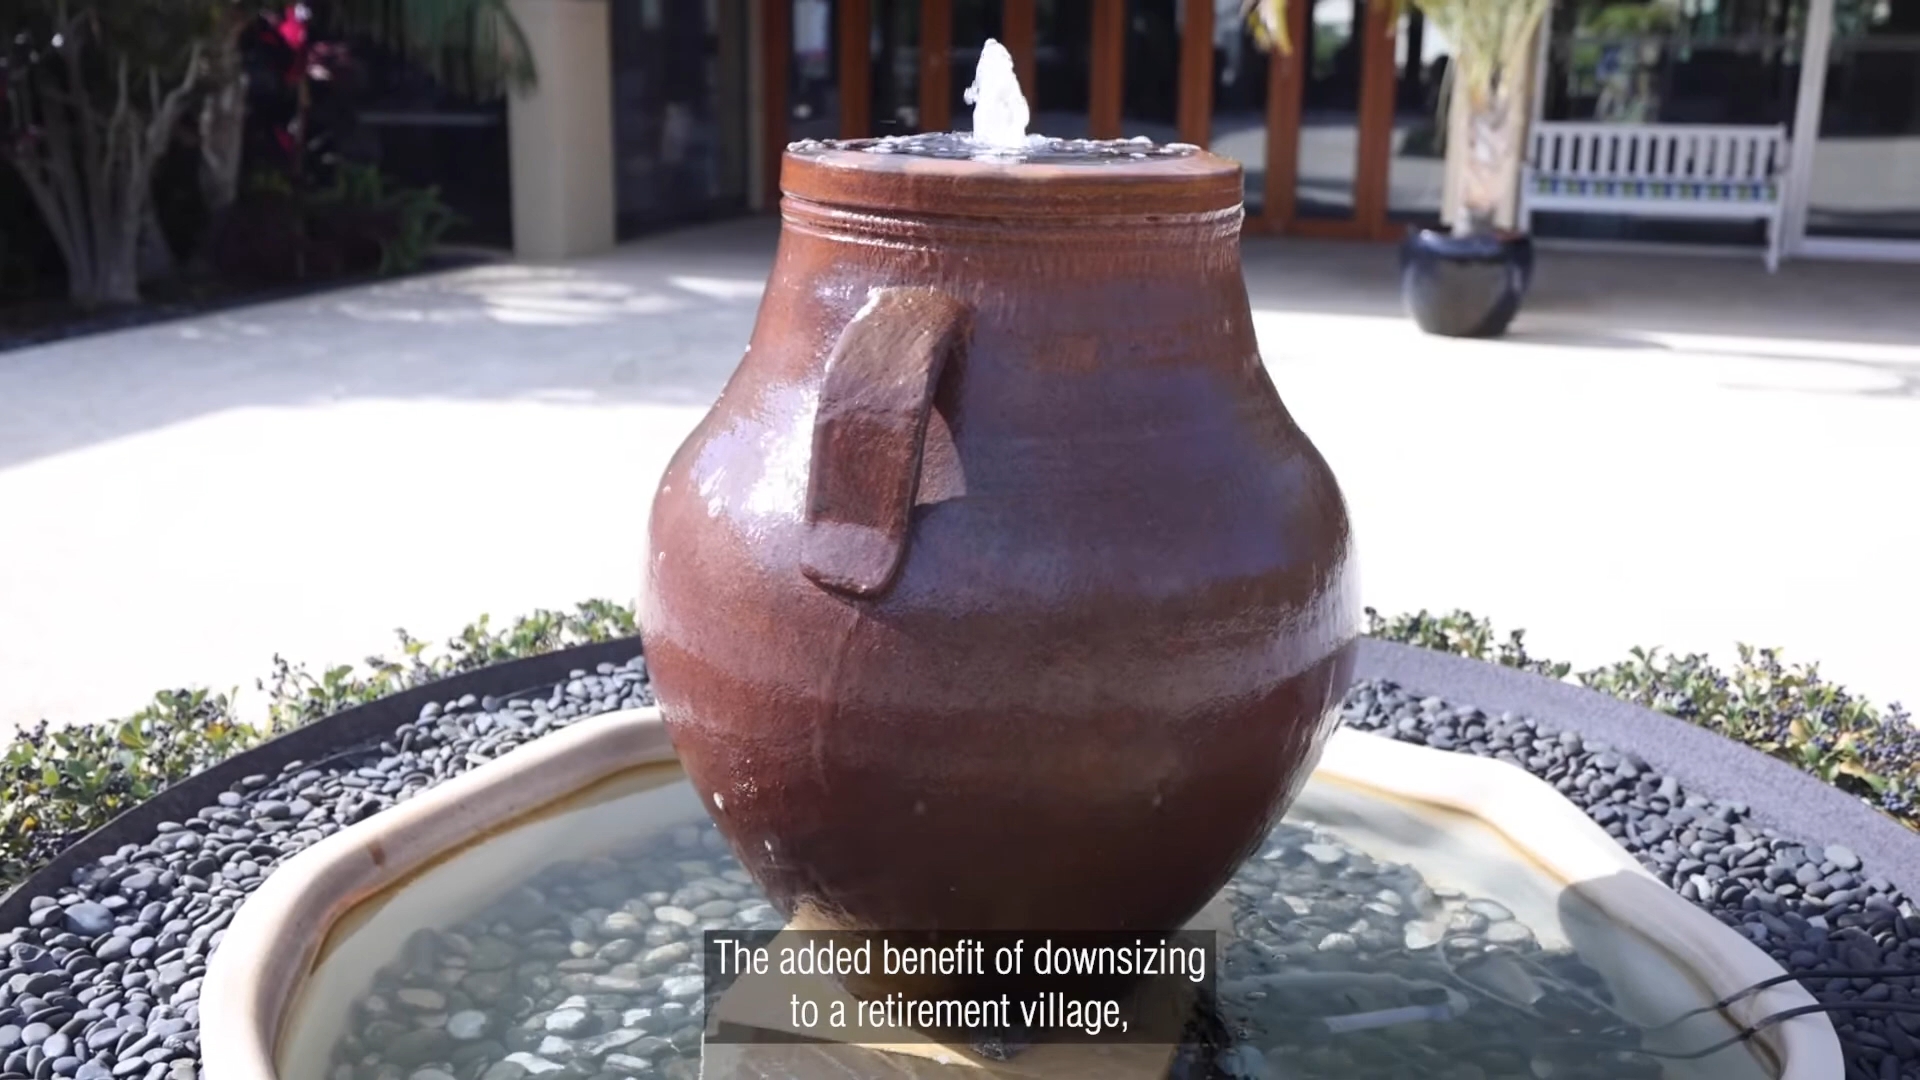 The added benefit of downsizing
to a retirement village,